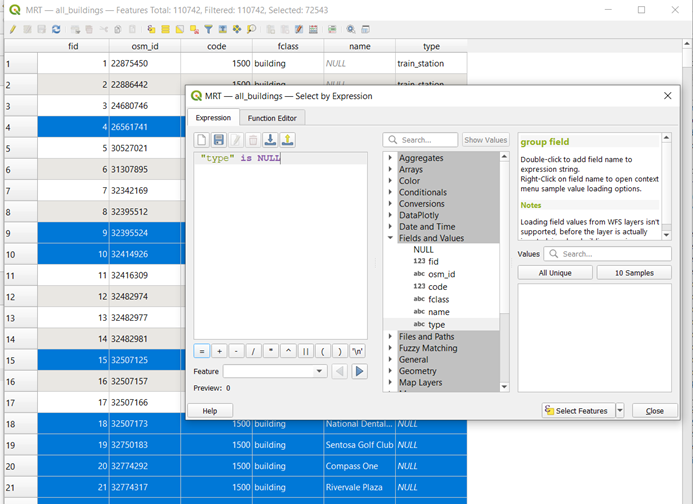 MRT — all_buildings — Features Total: 110742, Filtered: 110742, Selected: 72543
fid osm_id code fclass name type
1 1 22875450 1500 building NULL train_station
2 2 22886442 1500 building NULL train_station
MRT — all_buildings — Select by Expression
Expression Function Editor
Search... Show Values
"type" is NULL
Aggregates
Arrays
Color
Conditionals
Conversions
DataPlotly
Date and Time
Fields and Values
NULL
123 fid
abc osm_id
abc code
abc fclass
abc name
abc type
Files and Paths
Fuzzy Matching
General
Geometry
Map Layers
group field
Double-click to add field name to
expression string.
Right-Click on field name to open context
menu sample value loading options.
Notes
Loading field values from WFS layers isn't
supported, before the layer is actually
Values Search...
All Unique 10 Samples
= + - / * ^ || ( ) '\n'
Feature
Preview: 0
Help Select Features Close
3 3 24680746
4 4 26561741
5 5 30527021
6 6 31307895
7 7 32342169
8 8 32395512
9 9 32395524
10 10 32414926
11 11 32416309
12 12 32482974
13 13 32482977
14 14 32482981
15 15 32507125
16 16 32507157
17 17 32507166
18 18 32507173 1500 building National Dental... NULL
19 19 32750183 1500 building Sentosa Golf Club NULL
20 20 32774292 1500 building Compass One NULL
21 21 32774317 1500 building Rivervale Plaza NULL